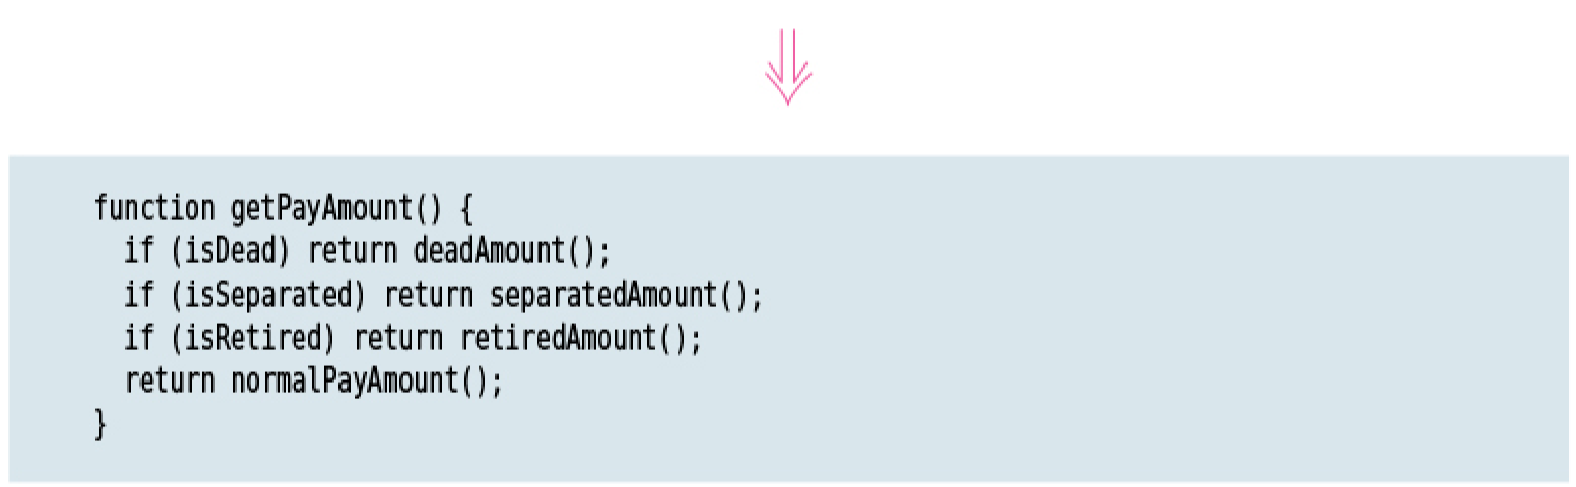 function getPayAmount() {
  if (isDead) return deadAmount();
  if (isSeparated) return separatedAmount();
  if (isRetired) return retiredAmount();
  return normalPayAmount();
}